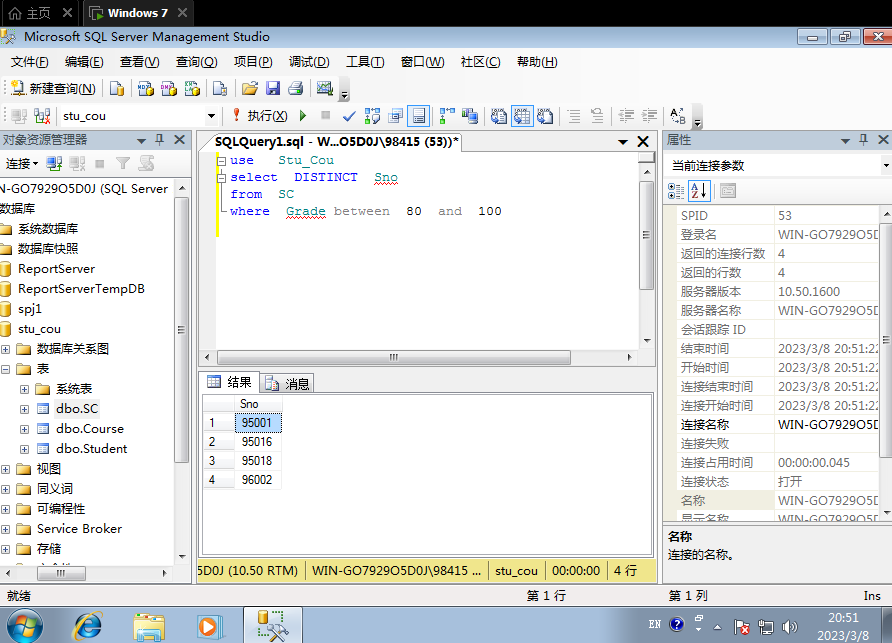 主页
Windows 7
Microsoft SQL Server Management Studio
文件(F) 编辑(E) 查看(V) 查询(Q) 项目(P) 调试(D) 工具(T) 窗口(W) 社区(C) 帮助(H)
新建查询(N)
stu_cou
执行(X)
对象资源管理器
连接
N-GO7929O5D0J (SQL Server
数据库
系统数据库
数据库快照
ReportServer
ReportServerTempDB
spj1
stu_cou
数据库关系图
表
系统表
dbo.SC
dbo.Course
dbo.Student
视图
同义词
可编程性
Service Broker
存储
SQLQuery1.sql - W...O5D0J\98415 (53))*
use Stu_Cou
select DISTINCT Sno
from SC
where Grade between 80 and 100
结果
消息
Sno
1 95001
2 95016
3 95018
4 96002
5D0J (10.50 RTM)
WIN-GO7929O5D0J\98415 ...
stu_cou
00:00:00
4 行
属性
当前连接参数
SPID 53
登录名 WIN-GO7929O5D
返回的连接行数 4
返回的行数 4
服务器版本 10.50.1600
服务器名称 WIN-GO7929O5D
会话跟踪 ID
结束时间 2023/3/8 20:51:22
开始时间 2023/3/8 20:51:22
连接结束时间 2023/3/8 20:51:22
连接开始时间 2023/3/8 20:51:22
连接名称 WIN-GO7929O5D
连接失败
连接占用时间 00:00:00.045
连接状态 打开
名称 WIN-GO7929O5D
显示名称 WIN-GO7929O5D
名称
连接的名称。
就绪
第 1 行
第 1 列
Ins
EN
20:51
2023/3/8